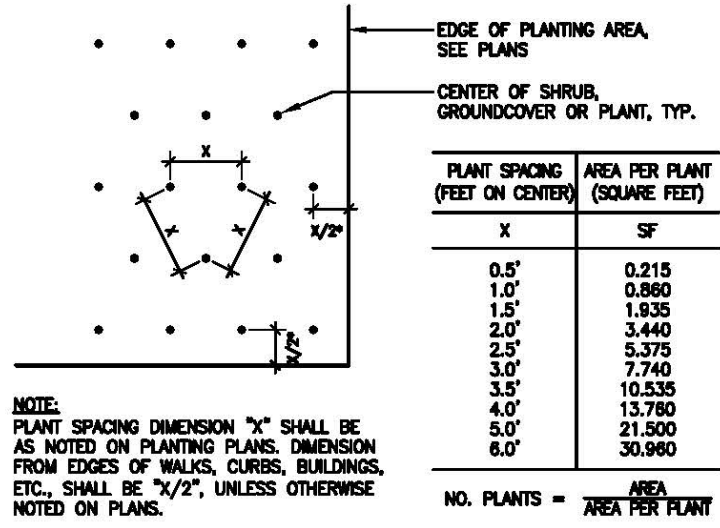 EDGE OF PLANTING AREA,
SEE PLANS
CENTER OF SHRUB,
GROUNDCOVER OR PLANT, TYP.
X
X
X
X/2*
X/2*
PLANT SPACING AREA PER PLANT
(FEET ON CENTER) (SQUARE FEET)
X SF
0.5' 0.215
1.0' 0.860
1.5' 1.935
2.0' 3.440
2.5' 5.375
3.0' 7.740
3.5' 10.535
4.0' 13.760
5.0' 21.500
6.0' 30.960
NO. PLANTS = AREA
AREA PER PLANT
NOTE:
PLANT SPACING DIMENSION "X" SHALL BE
AS NOTED ON PLANTING PLANS. DIMENSION
FROM EDGES OF WALKS, CURBS, BUILDINGS,
ETC., SHALL BE "X/2", UNLESS OTHERWISE
NOTED ON PLANS.